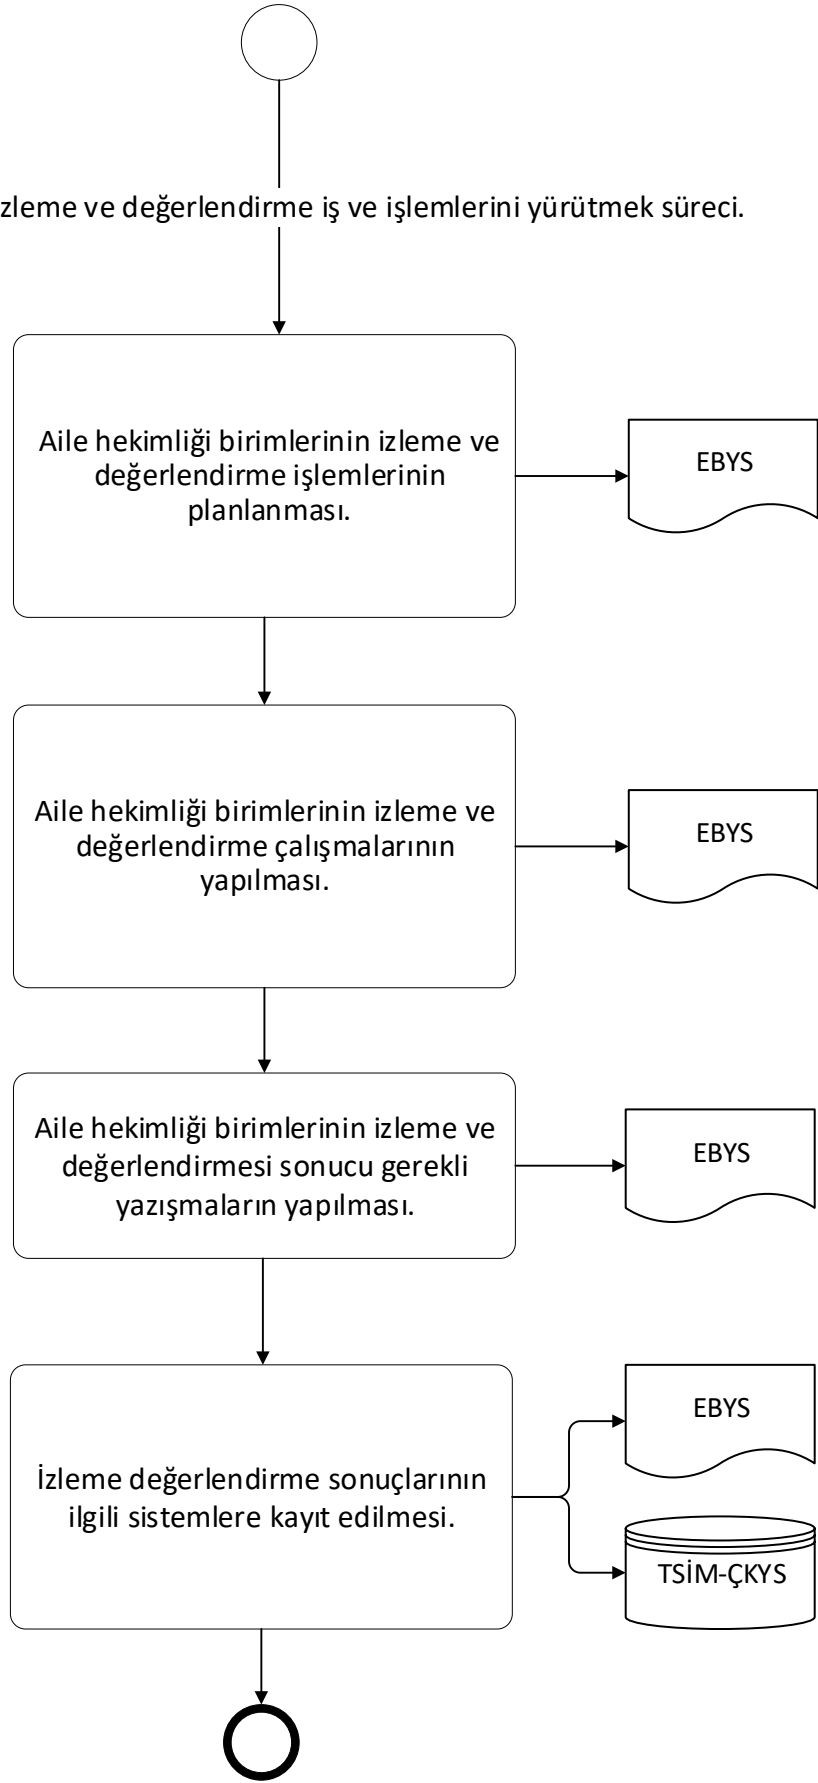 zleme ve değerlendirme iş ve işlemlerini yürütmek süreci.
Aile hekimliği birimlerinin izleme ve
değerlendirme işlemlerinin
planlanması.
EBYS
Aile hekimliği birimlerinin izleme ve
değerlendirme çalışmalarının
yapılması.
EBYS
Aile hekimliği birimlerinin izleme ve
değerlendirmesi sonucu gerekli
yazışmaların yapılması.
EBYS
İzleme değerlendirme sonuçlarının
ilgili sistemlere kayıt edilmesi.
EBYS
TSİM-ÇKYS